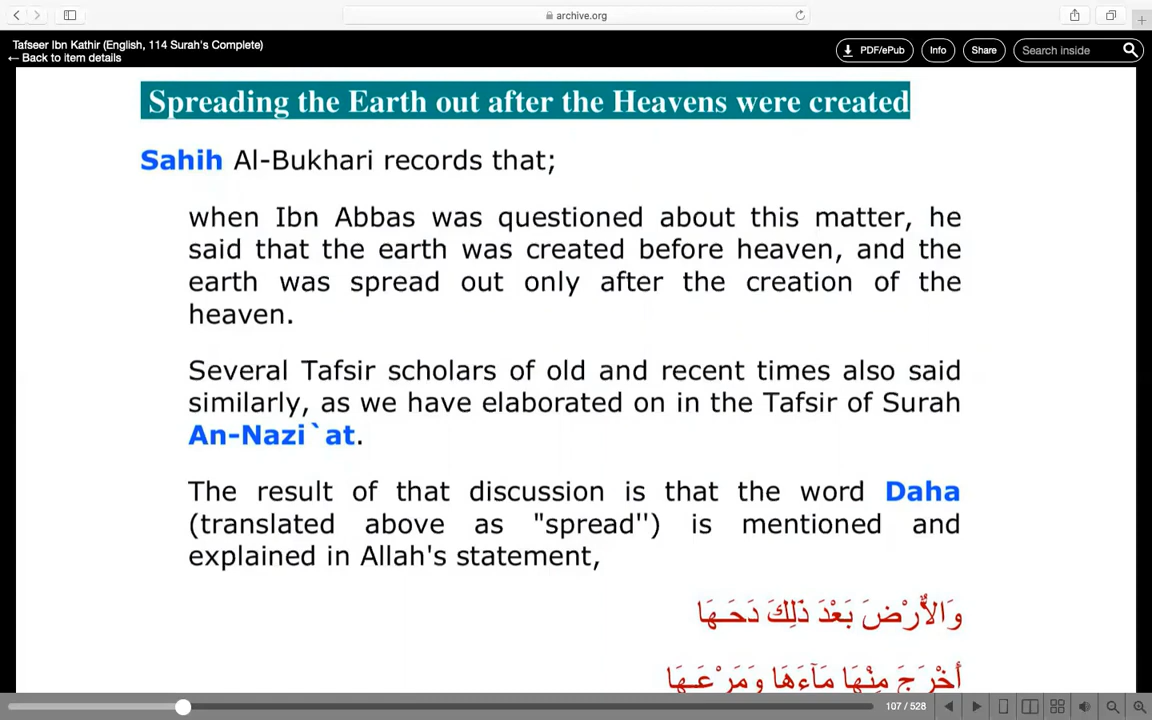 archive.org
Tafseer Ibn Kathir (English, 114 Surah's Complete)
← Back to item details
PDF/ePub
Info
Share
Search inside
Spreading the Earth out after the Heavens were created
Sahih Al-Bukhari records that;
when Ibn Abbas was questioned about this matter, he
said that the earth was created before heaven, and the
earth was spread out only after the creation of the
heaven.
Several Tafsir scholars of old and recent times also said
similarly, as we have elaborated on in the Tafsir of Surah
An-Nazi`at.
The result of that discussion is that the word Daha
(translated above as "spread'') is mentioned and
explained in Allah's statement,
وَالاٌّرْضَ بَعْدَ ذَلِكَ دَحَـهَا
أَخْرَجَ مِنْهَا مَآءَهَا وَمَرْعَـهَا
107 / 528